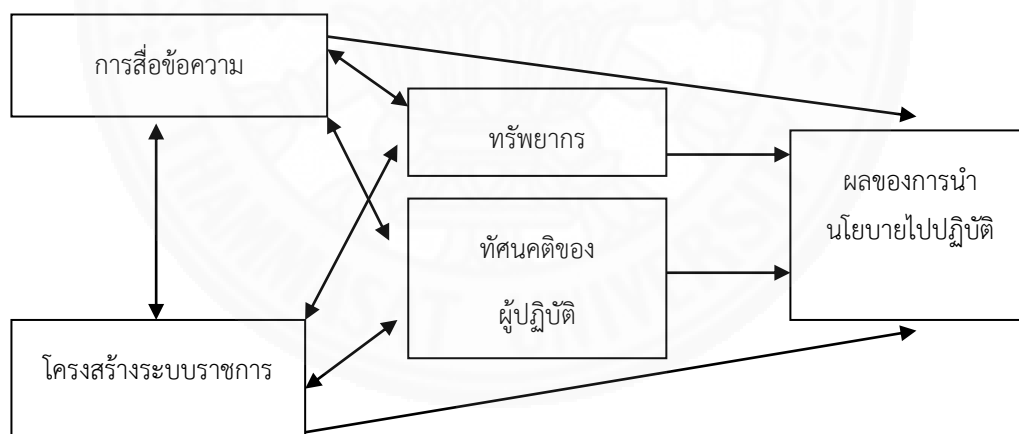 การสื่อข้อความ
ทรัพยากร
ผลของการนำ
นโยบายไปปฏิบัติ
ทัศนคติของ
ผู้ปฏิบัติ
โครงสร้างระบบราชการ